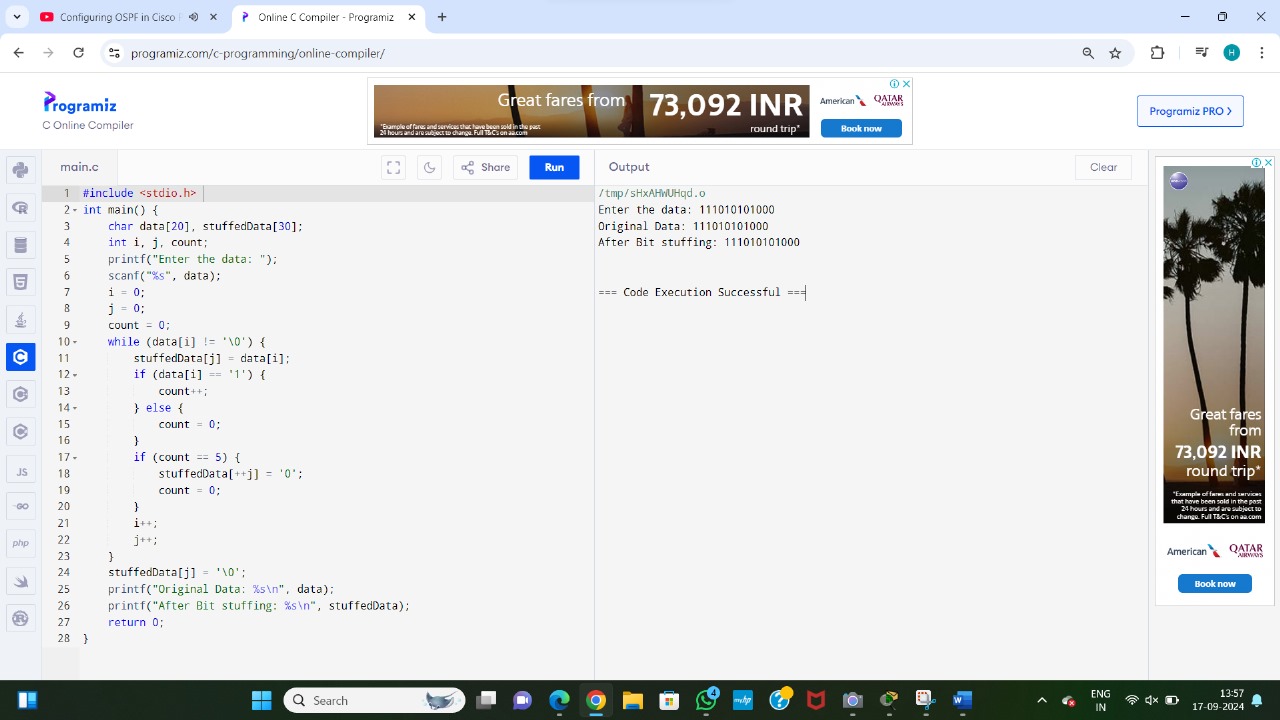 Configuring OSPF in Cisco
Online C Compiler - Programiz
programiz.com/c-programming/online-compiler/
H
Programiz
C Online Compiler
Great fares from 73,092 INR
round trip*
*Example of fares and services that have been sold in the past
24 hours and are subject to change. Full T&C's on aa.com
American QATAR AIRWAYS
Book now
Programiz PRO >
main.c
Share
Run
Output
Clear
1 #include <stdio.h>
2 int main() {
3 char data[20], stuffedData[30];
4 int i, j, count;
5 printf("Enter the data: ");
6 scanf("%s", data);
7 i = 0;
8 j = 0;
9 count = 0;
10 while (data[i] != '\0') {
11 stuffedData[j] = data[i];
12 if (data[i] == '1') {
13 count++;
14 } else {
15 count = 0;
16 }
17 if (count == 5) {
18 stuffedData[++j] = '0';
19 count = 0;
20 }
21 i++;
22 j++;
23 }
24 stuffedData[j] = '\0';
25 printf("Original Data: %s\n", data);
26 printf("After Bit stuffing: %s\n", stuffedData);
27 return 0;
28 }
JS
GO
php
/tmp/sHxAHWUHqd.o
Enter the data: 111010101000
Original Data: 111010101000
After Bit stuffing: 111010101000
=== Code Execution Successful ===
Great fares
from
73,092 INR
round trip*
*Example of fares and services
that have been sold in the past
24 hours and are subject to
change. Full T&C's on aa.com
American QATAR AIRWAYS
Book now
Search
4
myhp
ENG
IN
13:57
17-09-2024